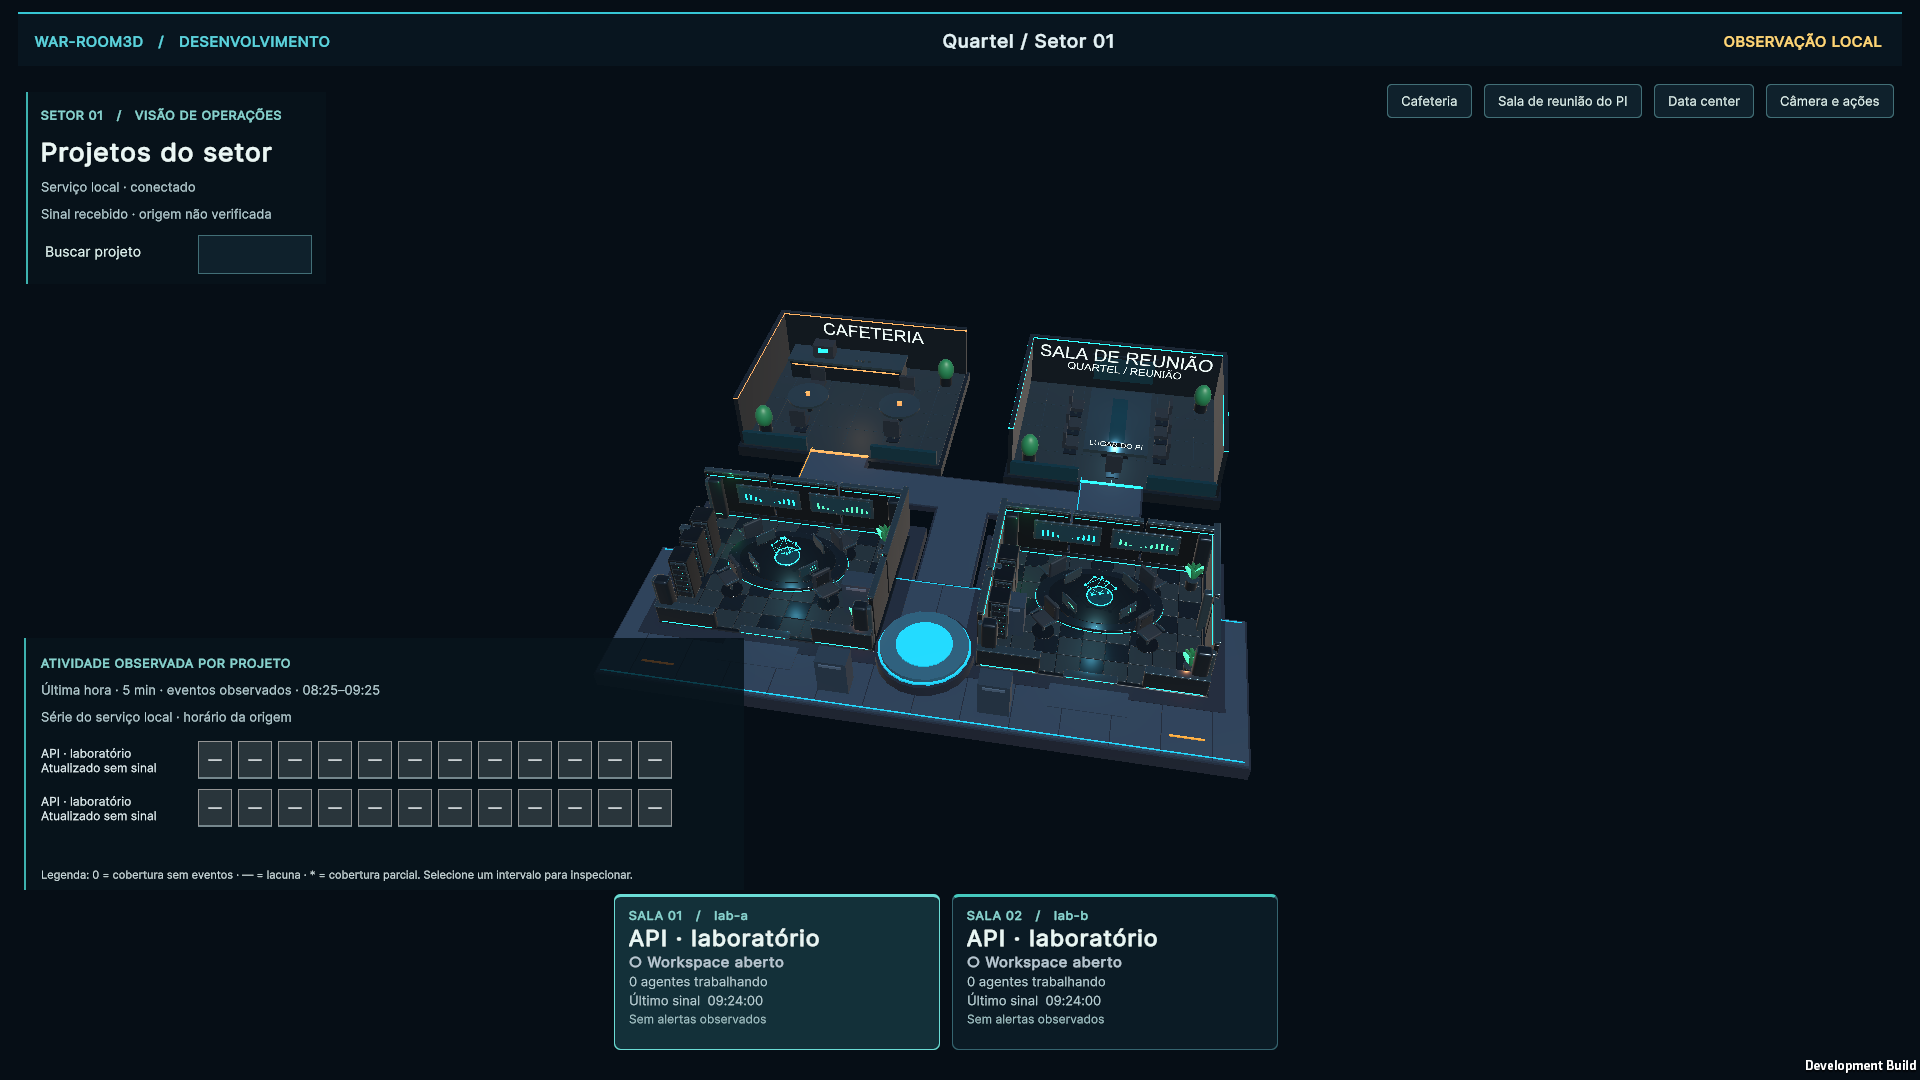 WAR-ROOM3D / DESENVOLVIMENTO
Quartel / Setor 01
OBSERVAÇÃO LOCAL
Cafeteria
Sala de reunião do PI
Data center
Câmera e ações
SETOR 01 / VISÃO DE OPERAÇÕES
Projetos do setor
Serviço local · conectado
Sinal recebido · origem não verificada
Buscar projeto
CAFETERIA
SALA DE REUNIÃO
QUARTEL / REUNIÃO
LUGAR DO PI
ATIVIDADE OBSERVADA POR PROJETO
Última hora · 5 min · eventos observados · 08:25–09:25
Série do serviço local · horário da origem
API · laboratório
Atualizado sem sinal
— — — — — — — — — — — —
API · laboratório
Atualizado sem sinal
— — — — — — — — — — — —
Legenda: 0 = cobertura sem eventos · — = lacuna · * = cobertura parcial. Selecione um intervalo para inspecionar.
SALA 01 / lab-a
API · laboratório
O Workspace aberto
0 agentes trabalhando
Último sinal 09:24:00
Sem alertas observados
SALA 02 / lab-b
API · laboratório
O Workspace aberto
0 agentes trabalhando
Último sinal 09:24:00
Sem alertas observados
Development Build